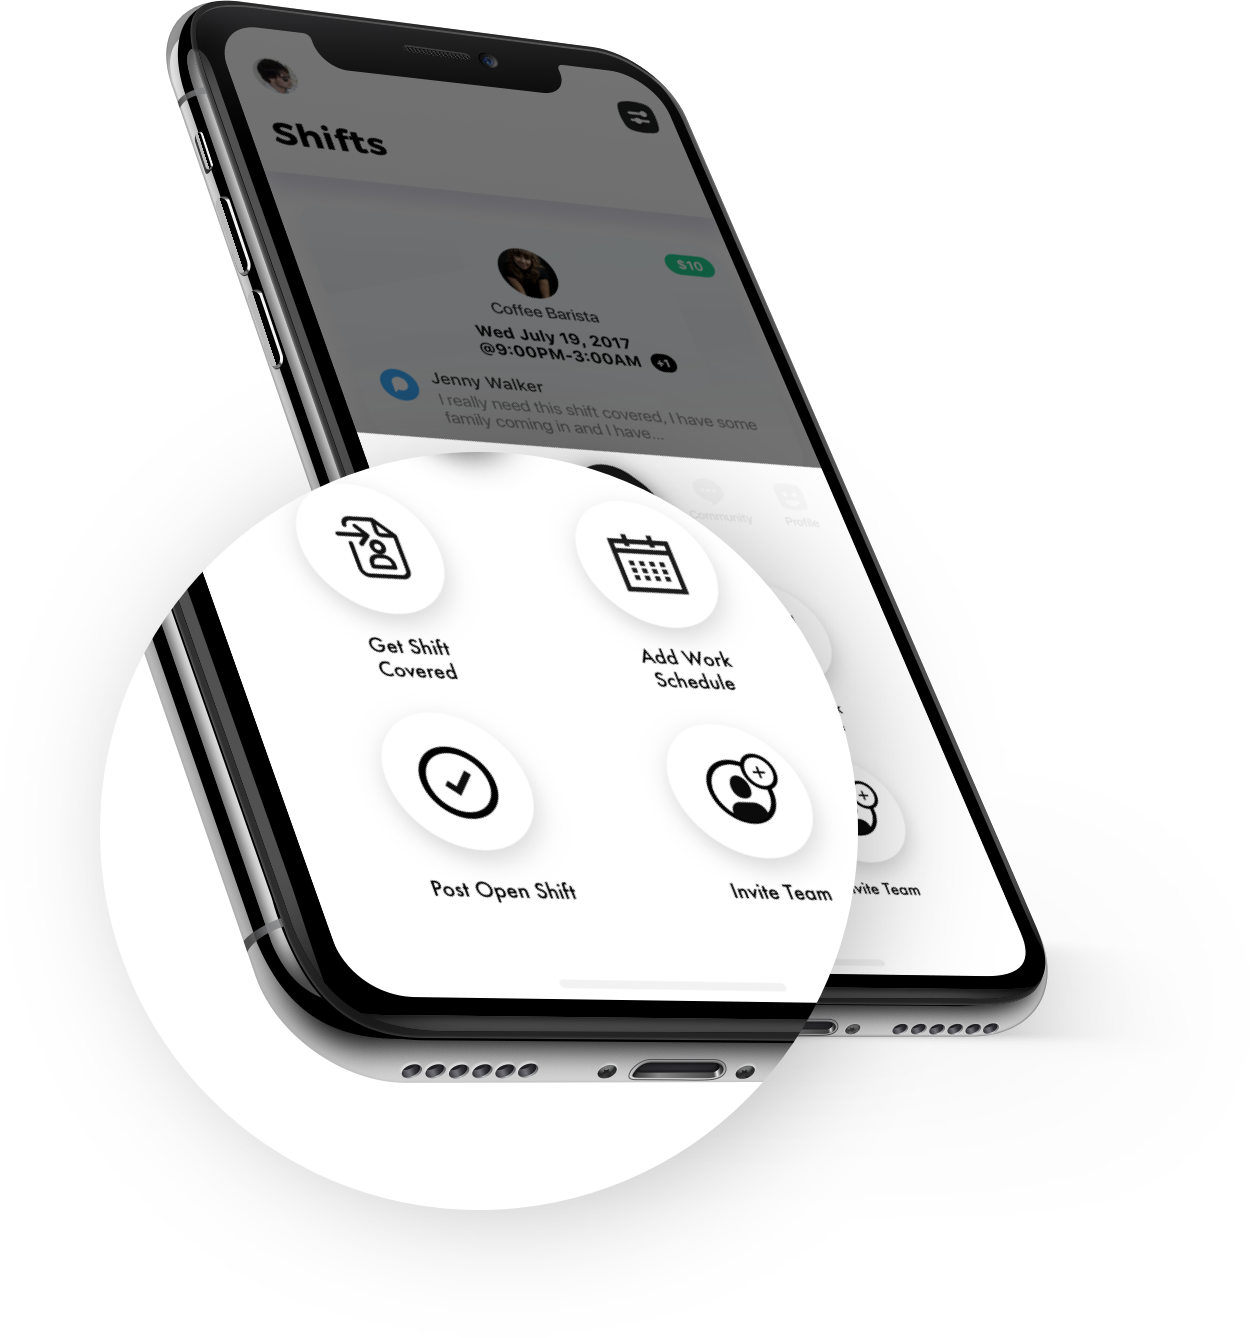 Shifts
$10
Coffee Barista
Wed July 19, 2017
@9:00PM-3:00AM +1
Jenny Walker
I really need this shift covered, I have some
family coming in and I have...
Community
Profile
Get Shift
Covered
Add Work
Schedule
Post Open Shift
Invite Team
vite Team